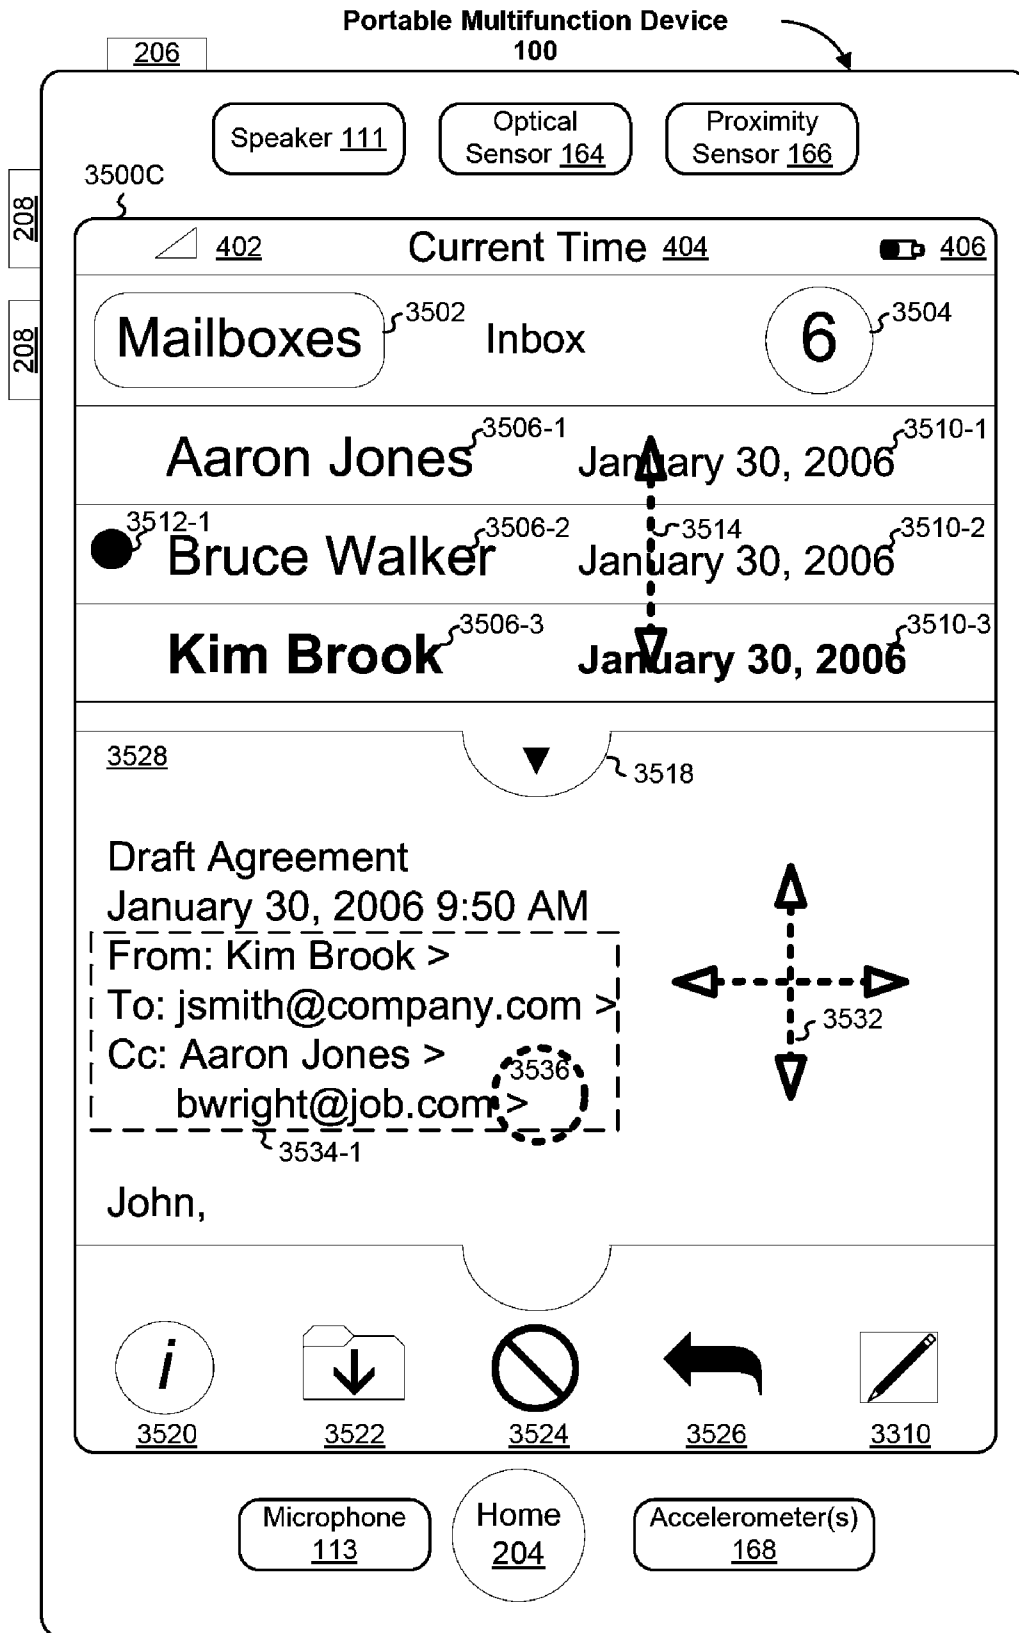 Portable Multifunction Device
100
206
Speaker 111
Optical
Sensor 164
Proximity
Sensor 166
3500C
208
208
402
Current Time 404
406
Mailboxes
3502
Inbox
6
3504
Aaron Jones
3506-1
January 30, 2006
3510-1
3512-1
Bruce Walker
3506-2
3514
January 30, 2006
3510-2
Kim Brook
3506-3
January 30, 2006
3510-3
3528
3518
Draft Agreement
January 30, 2006 9:50 AM
From: Kim Brook >
To: jsmith@company.com >
Cc: Aaron Jones >
bwright@job.com >
3536
3532
3534-1
John,
i
3520
3522
3524
3526
3310
Microphone
113
Home
204
Accelerometer(s)
168